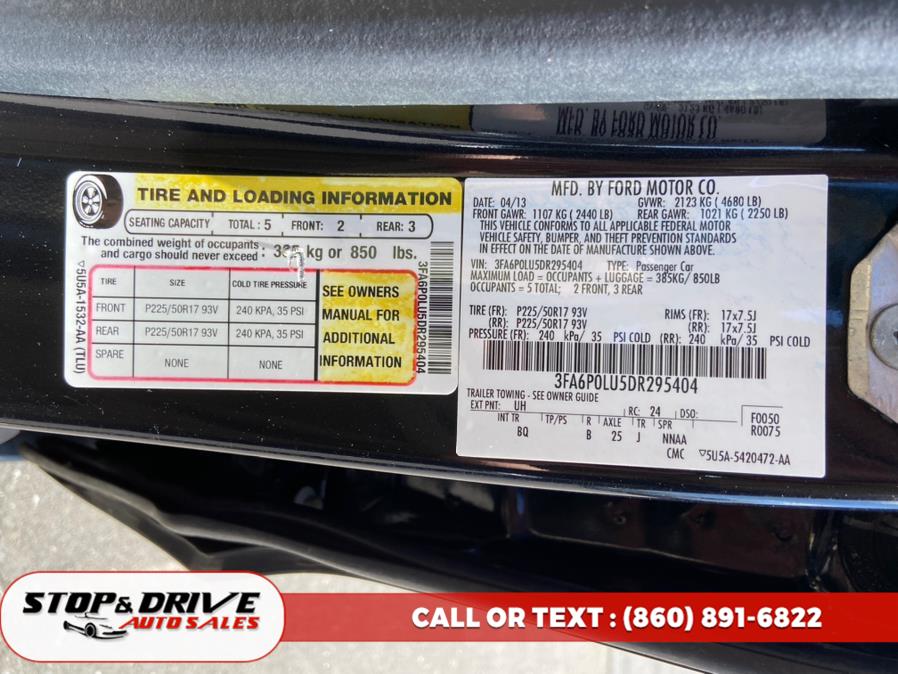 TIRE AND LOADING INFORMATION
SEATING CAPACITY TOTAL : 5 FRONT: 2 REAR: 3
The combined weight of occupants and cargo should never exceed : kg or 850 lbs.
TIRE SIZE COLD TIRE PRESSURE
FRONT P225/50R17 93V 240 KPA, 35 PSI
REAR P225/50R17 93V 240 KPA, 35 PSI
SPARE NONE NONE
SEE OWNERS
MANUAL FOR
ADDITIONAL
INFORMATION
5U5A-1532-AA (TLU)
3FA6P0LU5DR295404
MFD. BY FORD MOTOR CO.
DATE: 04/13 GVWR: 2123 KG ( 4680 LB)
FRONT GAWR: 1107 KG ( 2440 LB) REAR GAWR: 1021 KG ( 2250 LB)
THIS VEHICLE CONFORMS TO ALL APPLICABLE FEDERAL MOTOR
VEHICLE SAFETY, BUMPER, AND THEFT PREVENTION STANDARDS
IN EFFECT ON THE DATE OF MANUFACTURE SHOWN ABOVE.
VIN: 3FA6P0LU5DR295404 TYPE: Passenger Car
MAXIMUM LOAD = OCCUPANTS + LUGGAGE = 385KG/ 850LB
OCCUPANTS = 5 TOTAL; 2 FRONT, 3 REAR
TIRE (FR): P225/50R17 93V RIMS (FR): 17x7.5J
(RR): P225/50R17 93V (RR): 17x7.5J
PRESSURE (FR): 240 kPa/ 35 PSI COLD (RR): 240 kPa/ 35 PSI COLD
3FA6P0LU5DR295404
TRAILER TOWING - SEE OWNER GUIDE
EXT PNT: UH RC: 24 DSO: F0050
INT TR TP/PS R AXLE TR SPR R0075
BQ B 25 J NNAA
CMC 5U5A-5420472-AA
STOP & DRIVE
AUTO SALES
CALL OR TEXT : (860) 891-6822